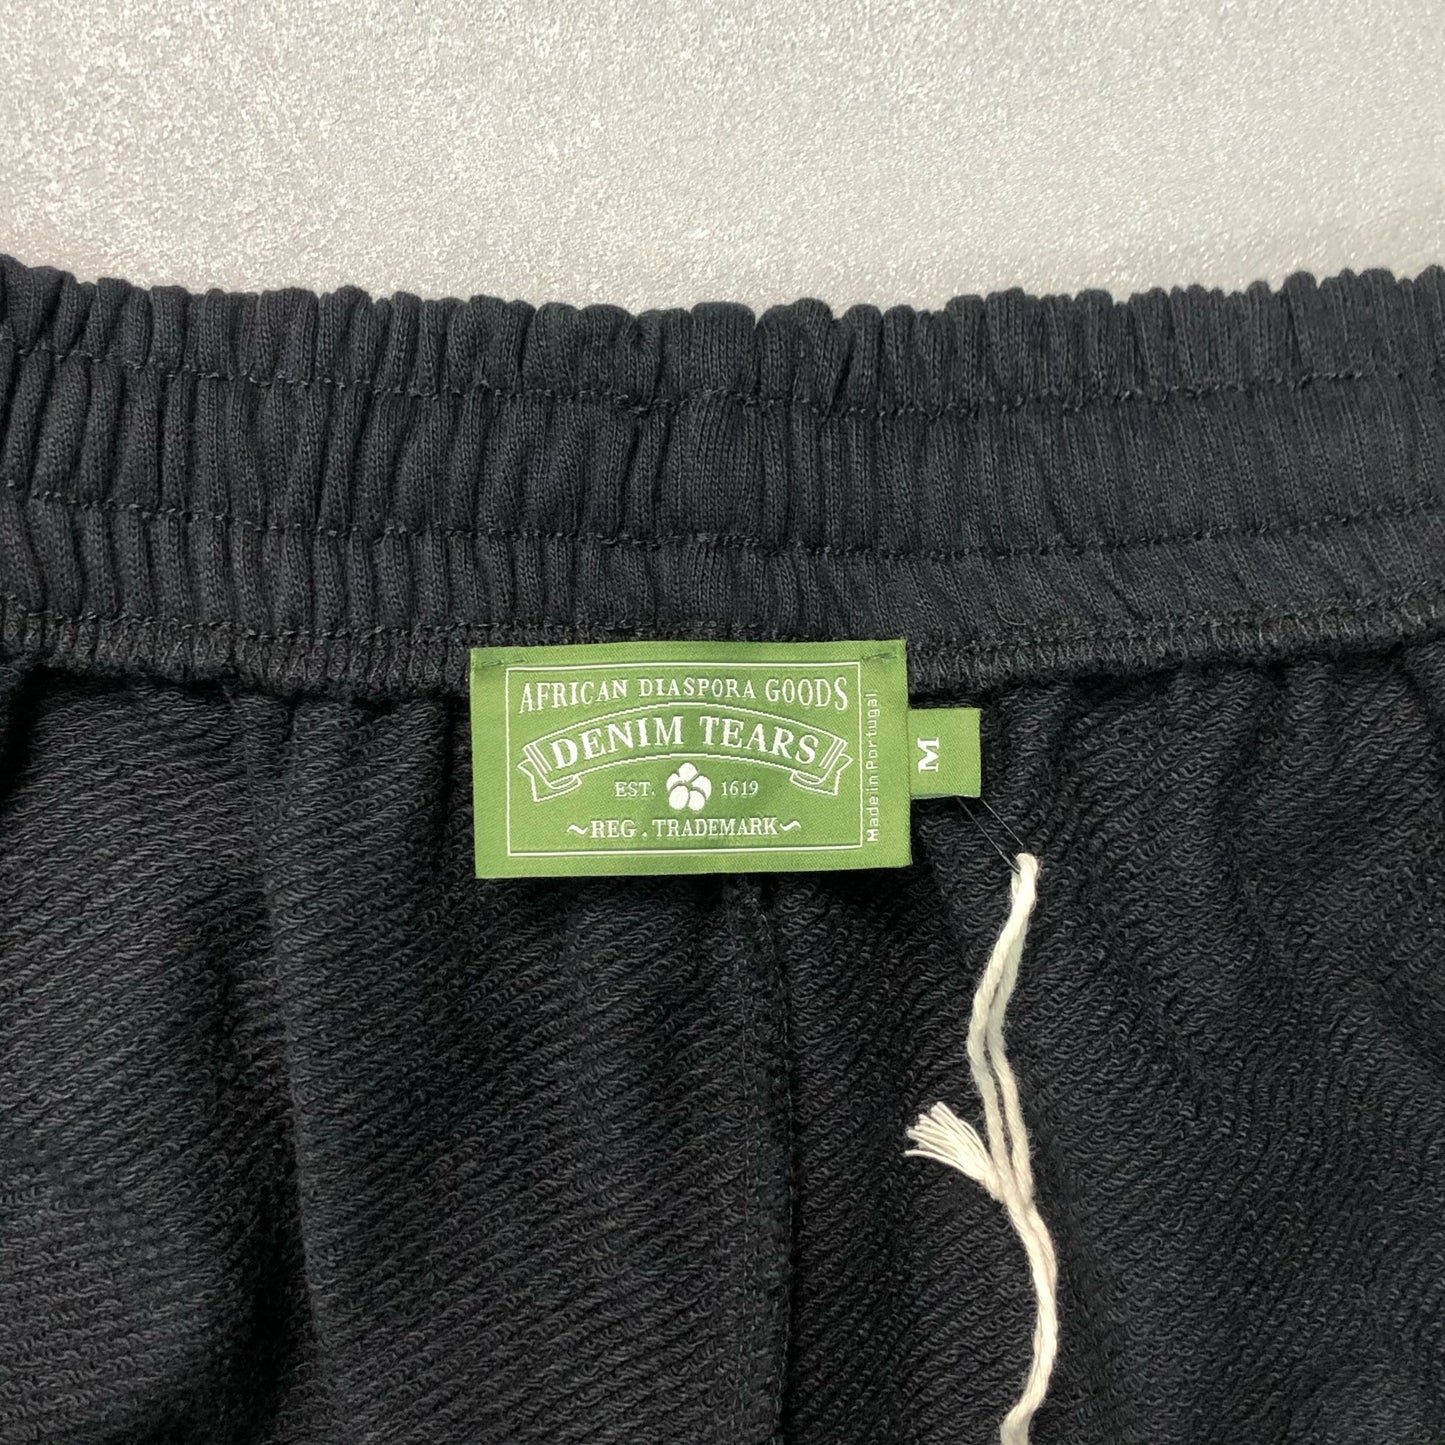 AFRICAN DIASPORA GOODS
DENIM TEARS
EST. 1619
~REG. TRADEMARK~
Made in Portugal
M